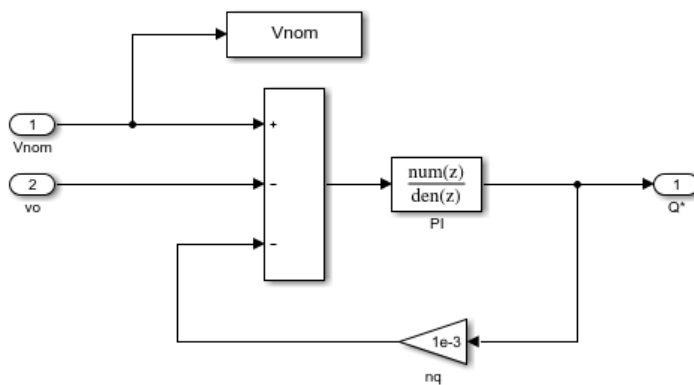 Vnom
1
Vnom
+
2
vo
-
-
num(z)
den(z)
PI
1
Q*
1e-3
nq